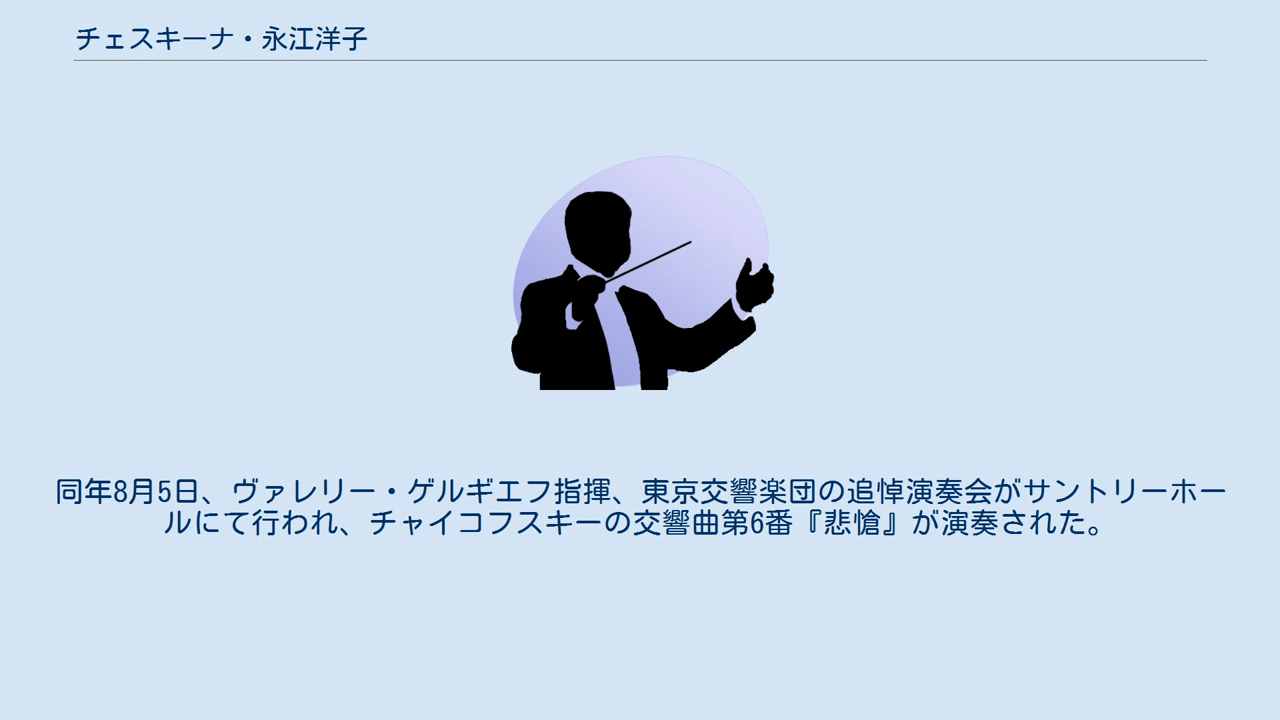 チェスキーナ・永江洋子
同年8月5日、ヴァレリー・ゲルギエフ指揮、東京交響楽団の追悼演奏会がサントリーホー
ルにて行われ、チャイコフスキーの交響曲第6番『悲愴』が演奏された。